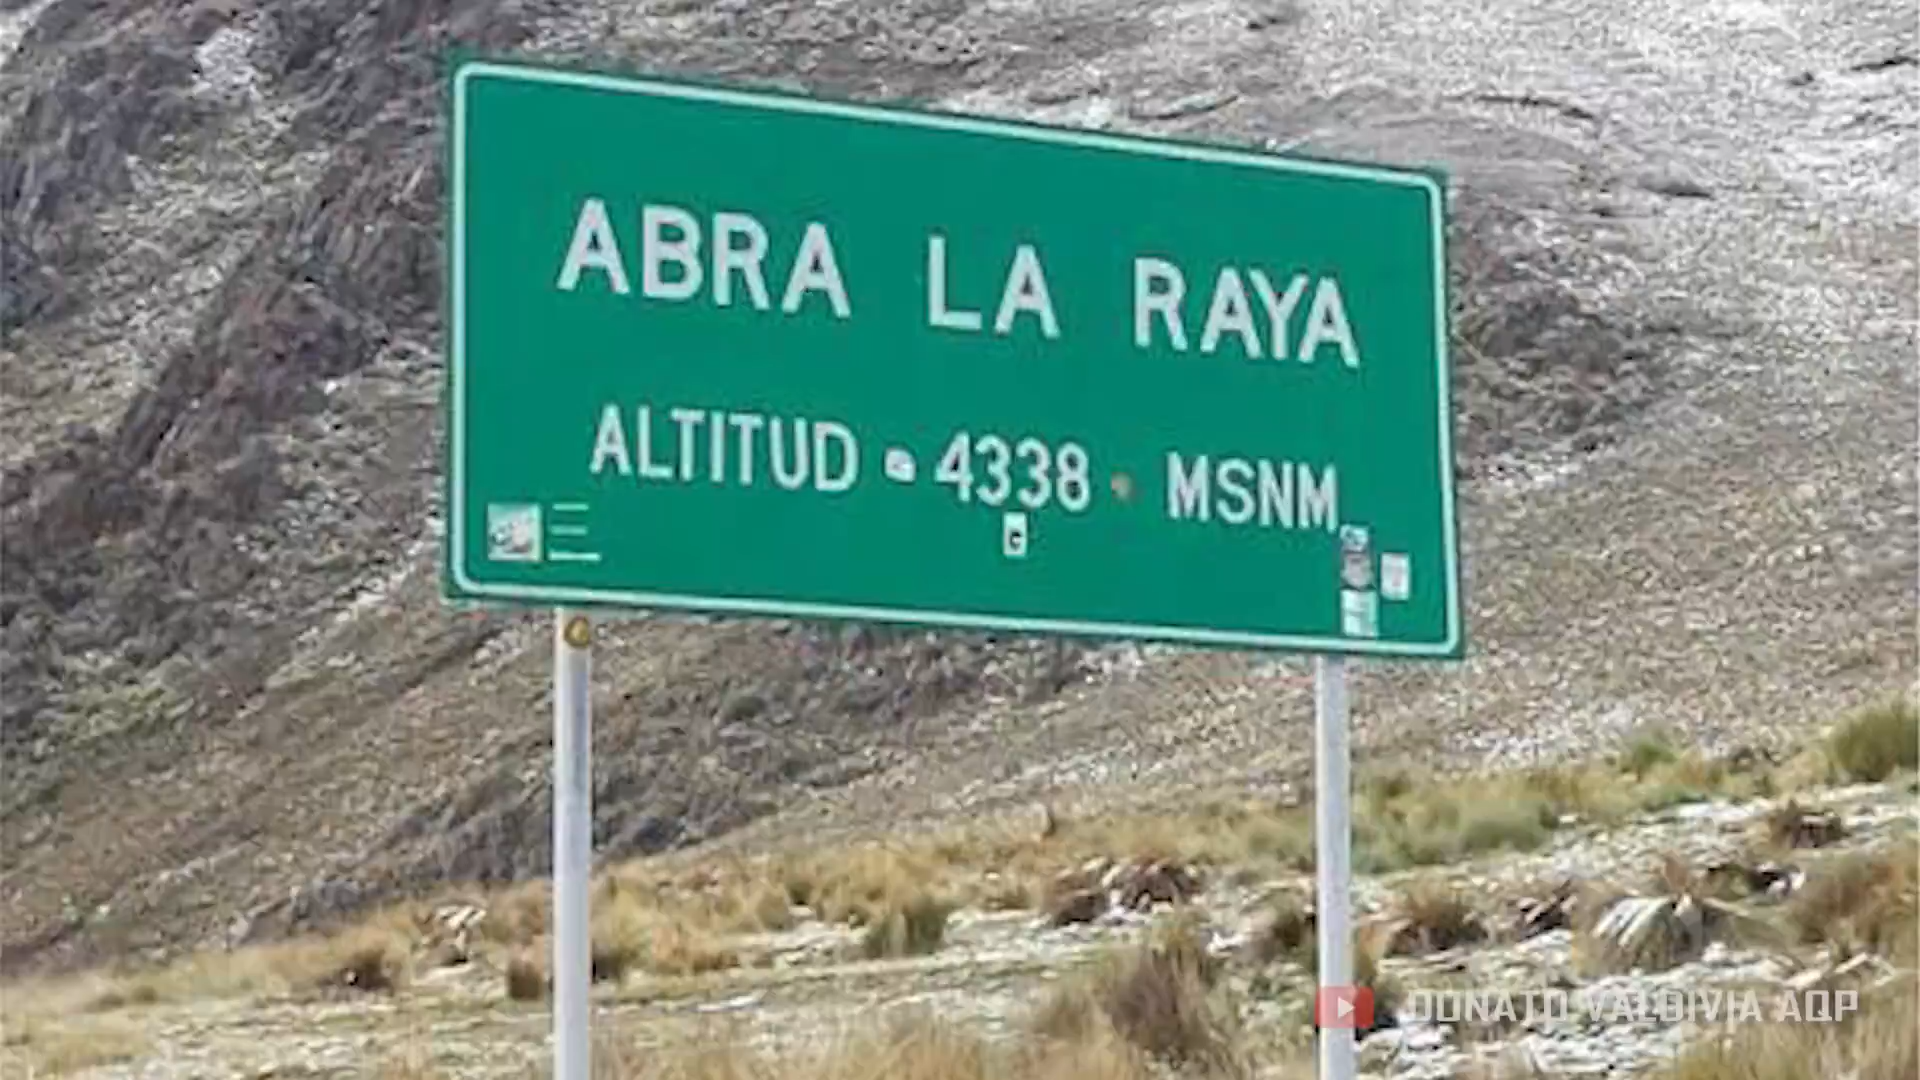 ABRA LA RAYA
ALTITUD - 4338 - MSNM
DONATO VALDIVIA AQP